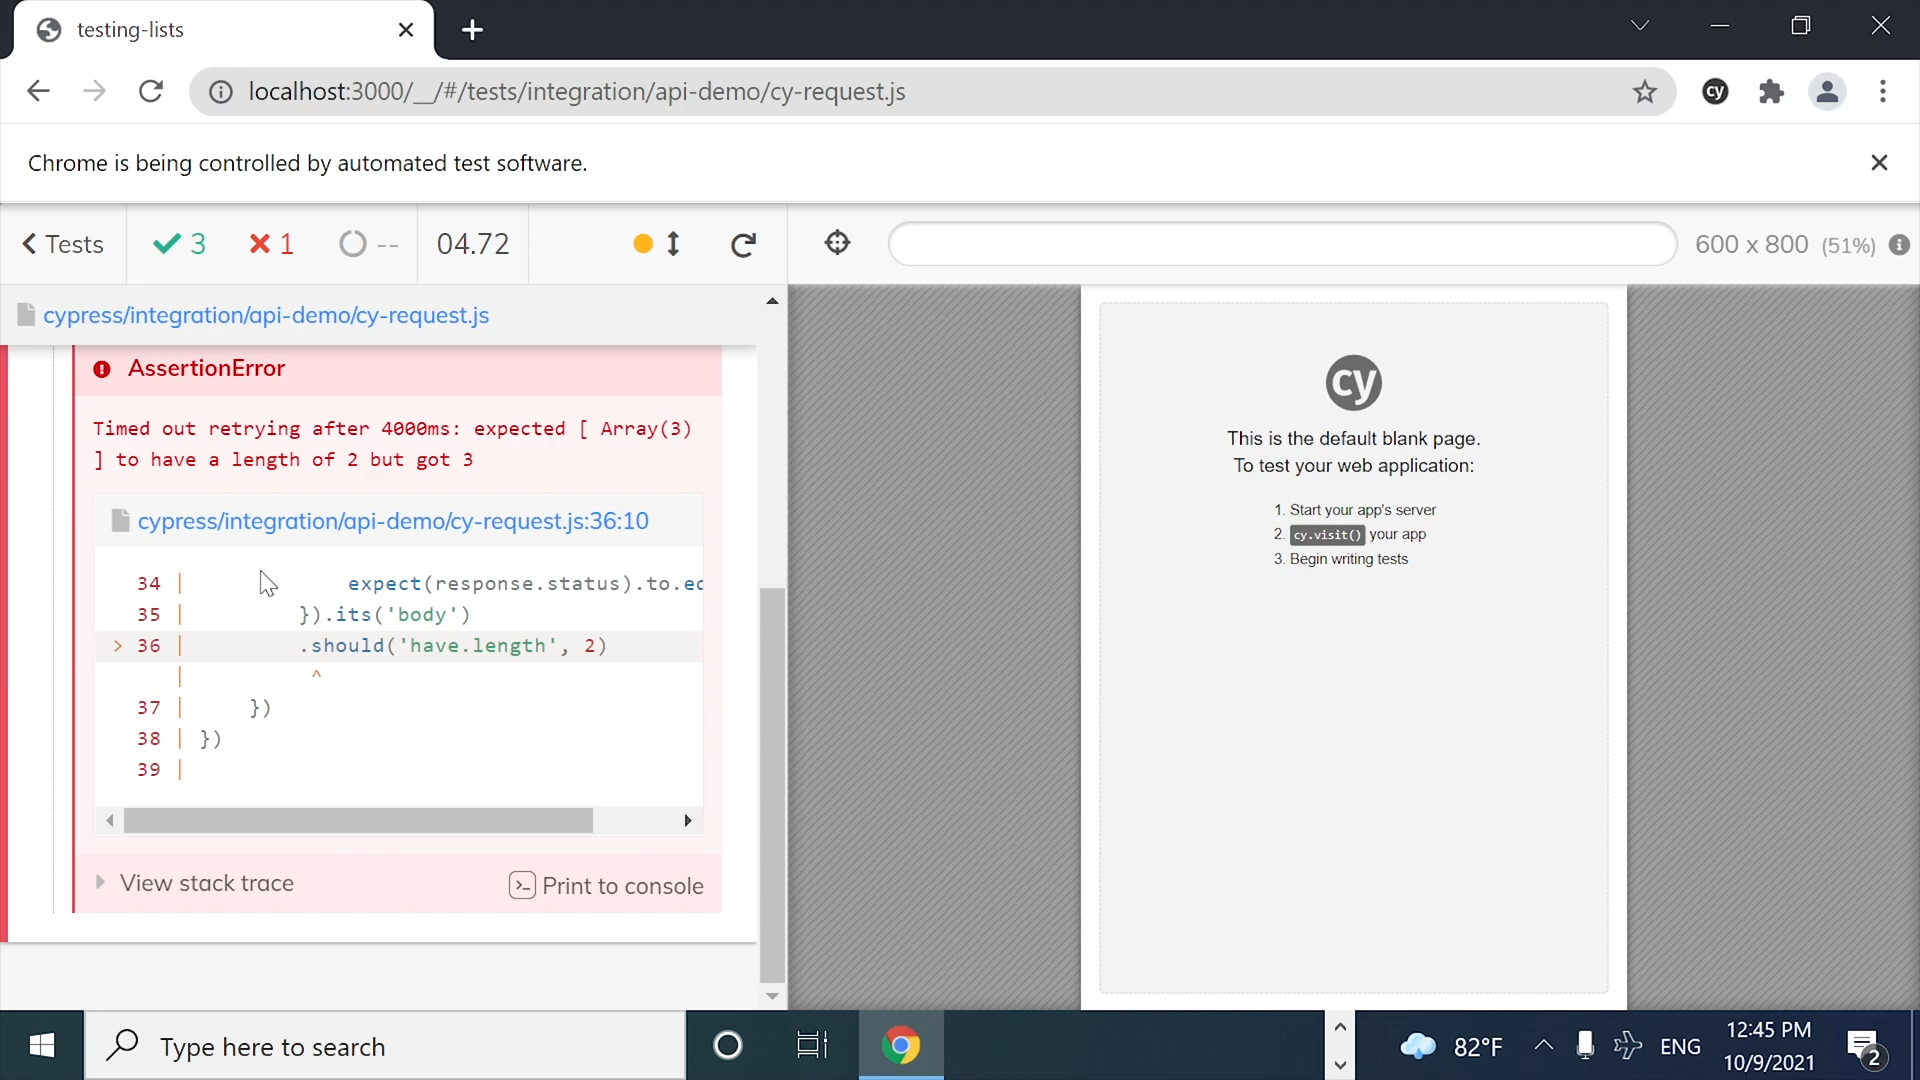 testing-lists
localhost:3000/__/#/tests/integration/api-demo/cy-request.js
cy
Chrome is being controlled by automated test software.
Tests
3
1
--
04.72
600 x 800 (51%)
cypress/integration/api-demo/cy-request.js
AssertionError
Timed out retrying after 4000ms: expected [ Array(3)
] to have a length of 2 but got 3
cypress/integration/api-demo/cy-request.js:36:10
34 | expect(response.status).to.eq
35 | }).its('body')
> 36 | .should('have.length', 2)
| ^
37 | })
38 | })
39 |
View stack trace
Print to console
cy
This is the default blank page.
To test your web application:
1. Start your app's server
2. cy.visit() your app
3. Begin writing tests
Type here to search
82°F
ENG
12:45 PM
10/9/2021
2